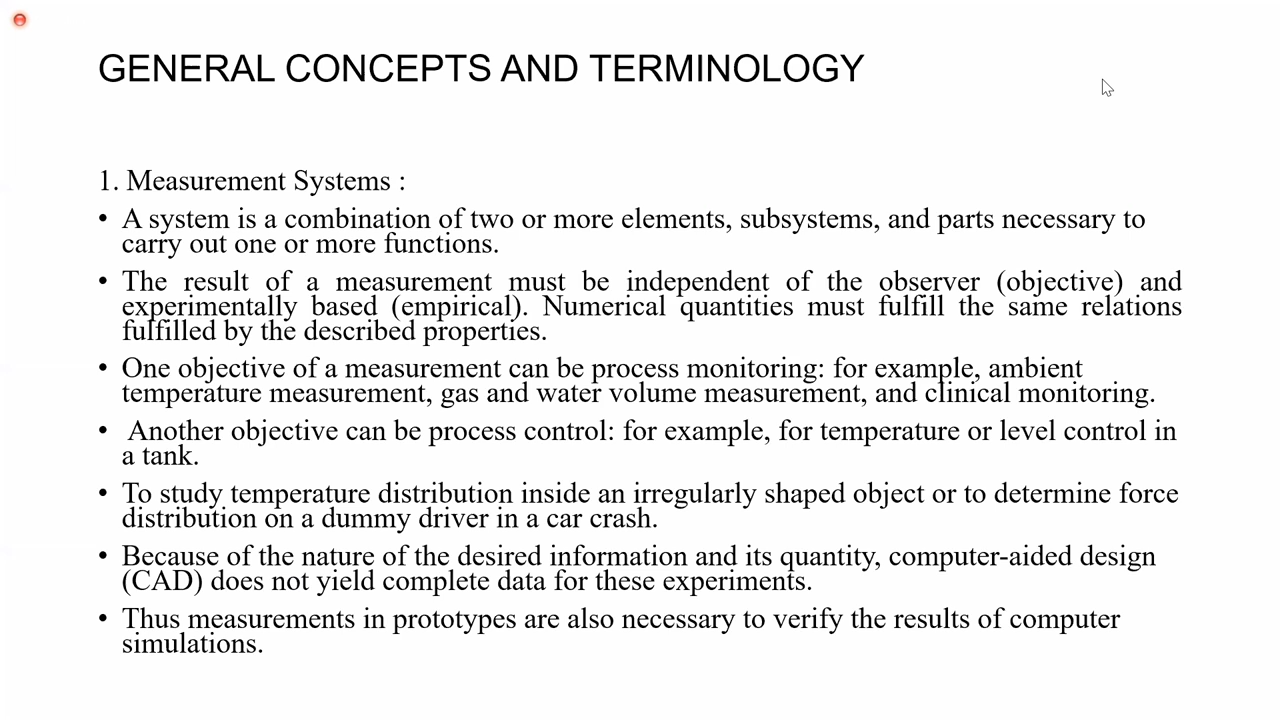 GENERAL CONCEPTS AND TERMINOLOGY
1. Measurement Systems :
• A system is a combination of two or more elements, subsystems, and parts necessary to
carry out one or more functions.
• The result of a measurement must be independent of the observer (objective) and
experimentally based (empirical). Numerical quantities must fulfill the same relations
fulfilled by the described properties.
• One objective of a measurement can be process monitoring: for example, ambient
temperature measurement, gas and water volume measurement, and clinical monitoring.
• Another objective can be process control: for example, for temperature or level control in
a tank.
• To study temperature distribution inside an irregularly shaped object or to determine force
distribution on a dummy driver in a car crash.
• Because of the nature of the desired information and its quantity, computer-aided design
(CAD) does not yield complete data for these experiments.
• Thus measurements in prototypes are also necessary to verify the results of computer
simulations.